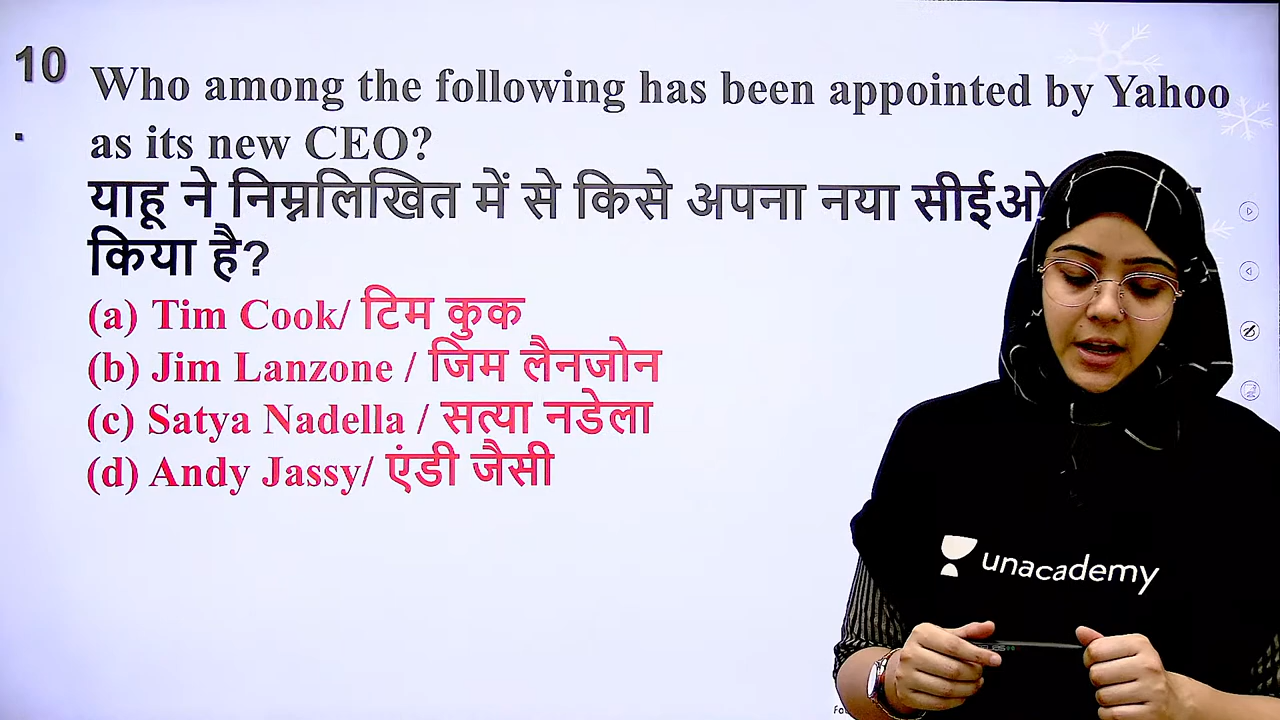 10
.
Who among the following has been appointed by Yahoo
as its new CEO?
याहू ने निम्नलिखित में से किसे अपना नया सीईओ
किया है?
(a) Tim Cook/ टिम कुक
(b) Jim Lanzone / जिम लैनजोन
(c) Satya Nadella / सत्या नडेला
(d) Andy Jassy/ एंडी जैसी
unacademy